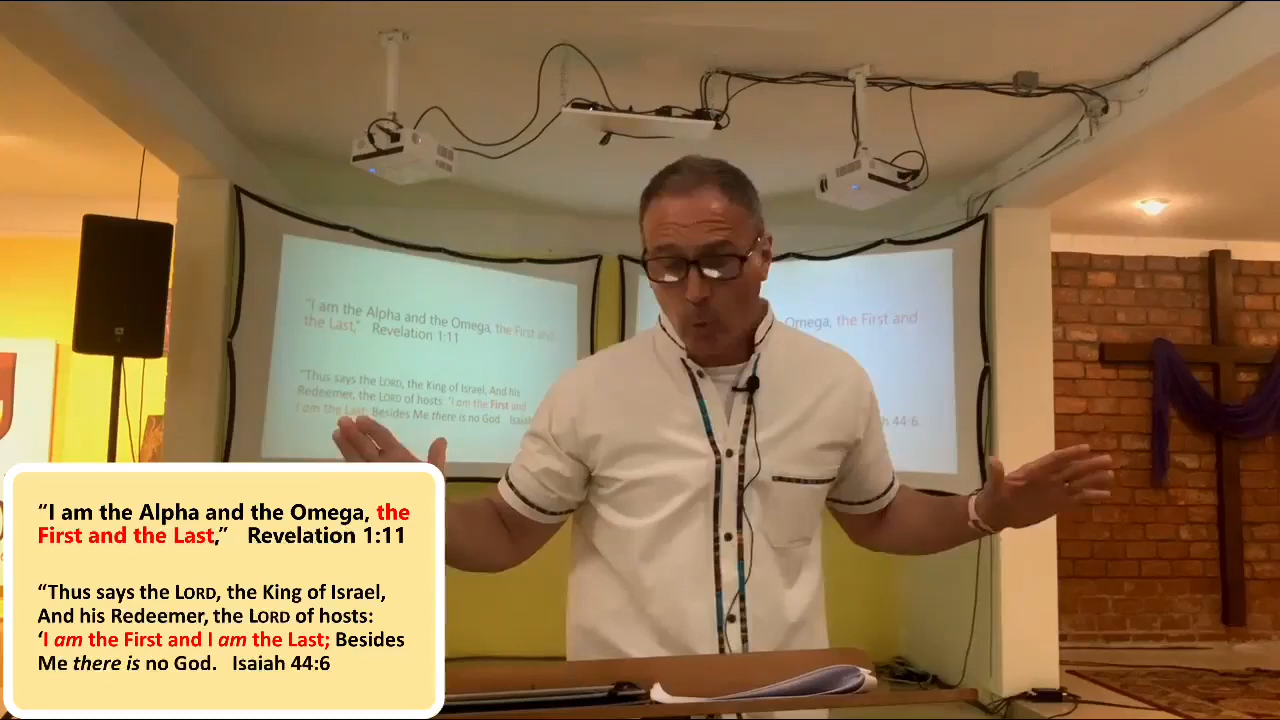 "I am the Alpha and the Omega, the First and
the Last," Revelation 1:11
"Thus says the LORD, the King of Israel, And his
Redeemer, the LORD of hosts: 'I am the First and
I am the Last; Besides Me there is no God. Isaiah
Omega, the First and
44:6
“I am the Alpha and the Omega, the
First and the Last,” Revelation 1:11
“Thus says the LORD, the King of Israel,
And his Redeemer, the LORD of hosts:
‘I am the First and I am the Last; Besides
Me there is no God. Isaiah 44:6